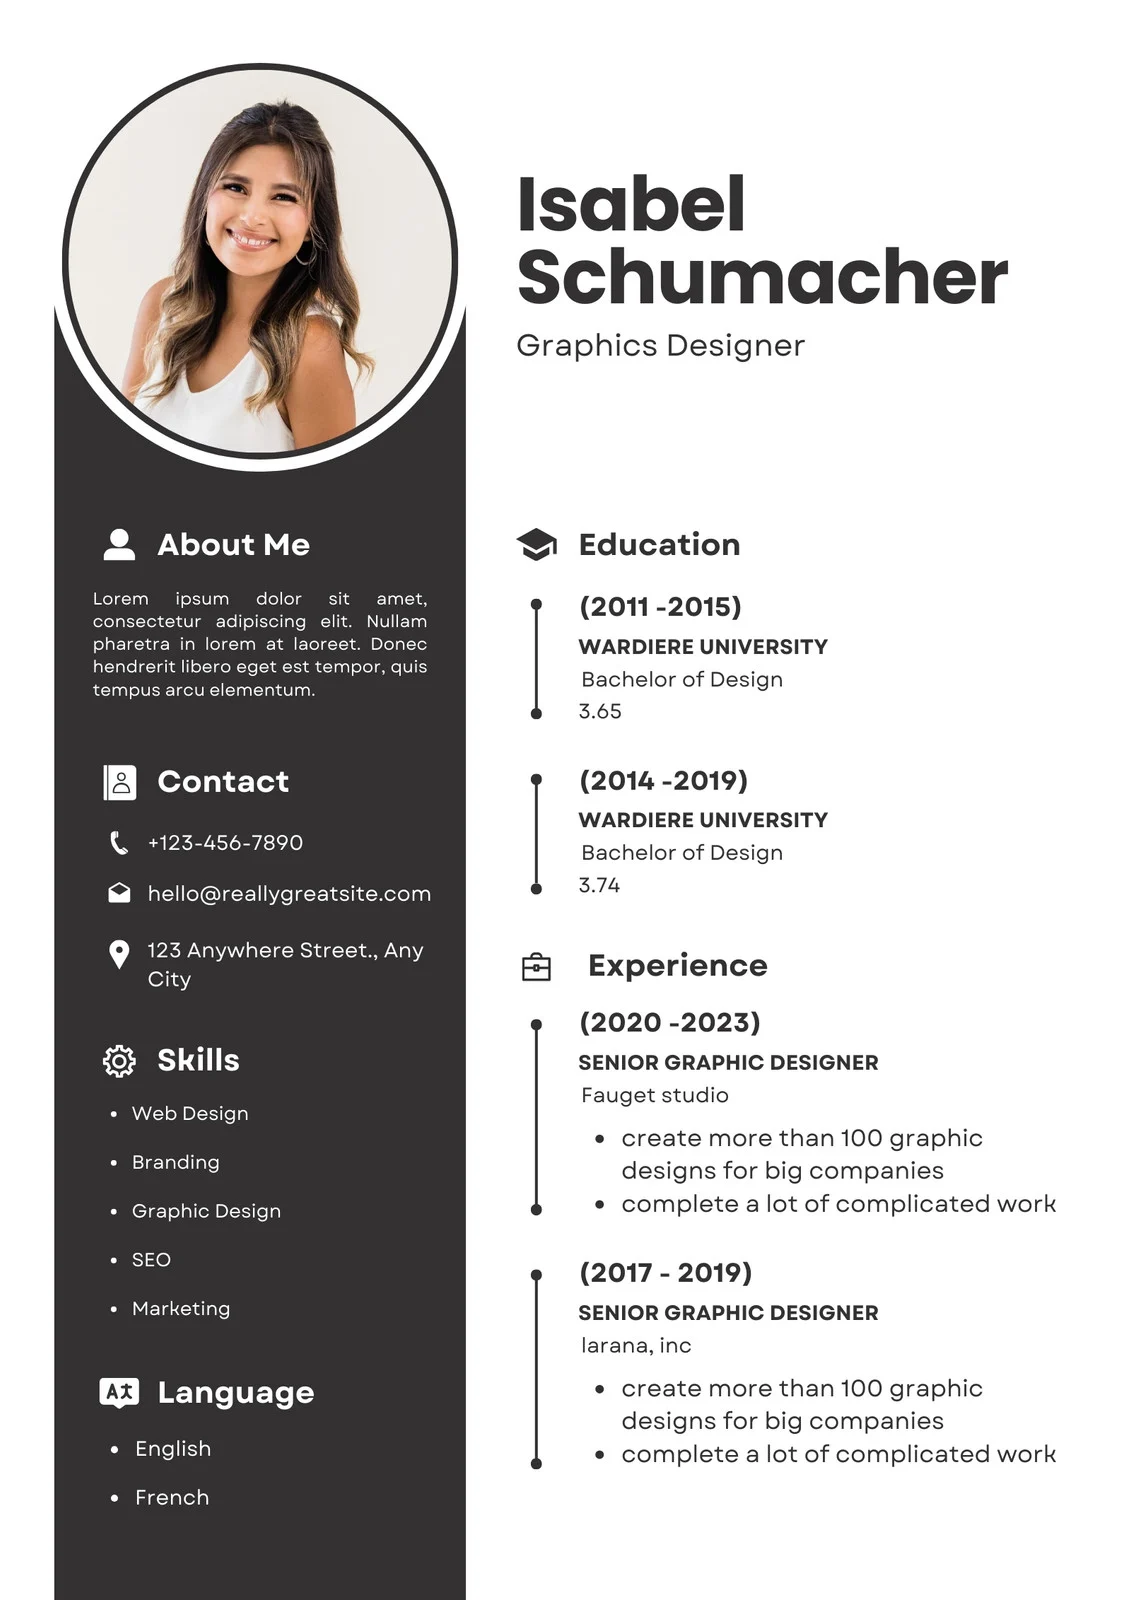 Isabel
Schumacher
Graphics Designer
About Me
Lorem ipsum dolor sit amet,
consectetur adipiscing elit. Nullam
pharetra in lorem at laoreet. Donec
hendrerit libero eget est tempor, quis
tempus arcu elementum.
Contact
+123-456-7890
hello@reallygreatsite.com
123 Anywhere Street., Any
City
Skills
• Web Design
• Branding
• Graphic Design
• SEO
• Marketing
Language
• English
• French
Education
(2011 -2015)
WARDIERE UNIVERSITY
Bachelor of Design
3.65
(2014 -2019)
WARDIERE UNIVERSITY
Bachelor of Design
3.74
Experience
(2020 -2023)
SENIOR GRAPHIC DESIGNER
Fauget studio
• create more than 100 graphic
designs for big companies
• complete a lot of complicated work
(2017 - 2019)
SENIOR GRAPHIC DESIGNER
larana, inc
• create more than 100 graphic
designs for big companies
• complete a lot of complicated work